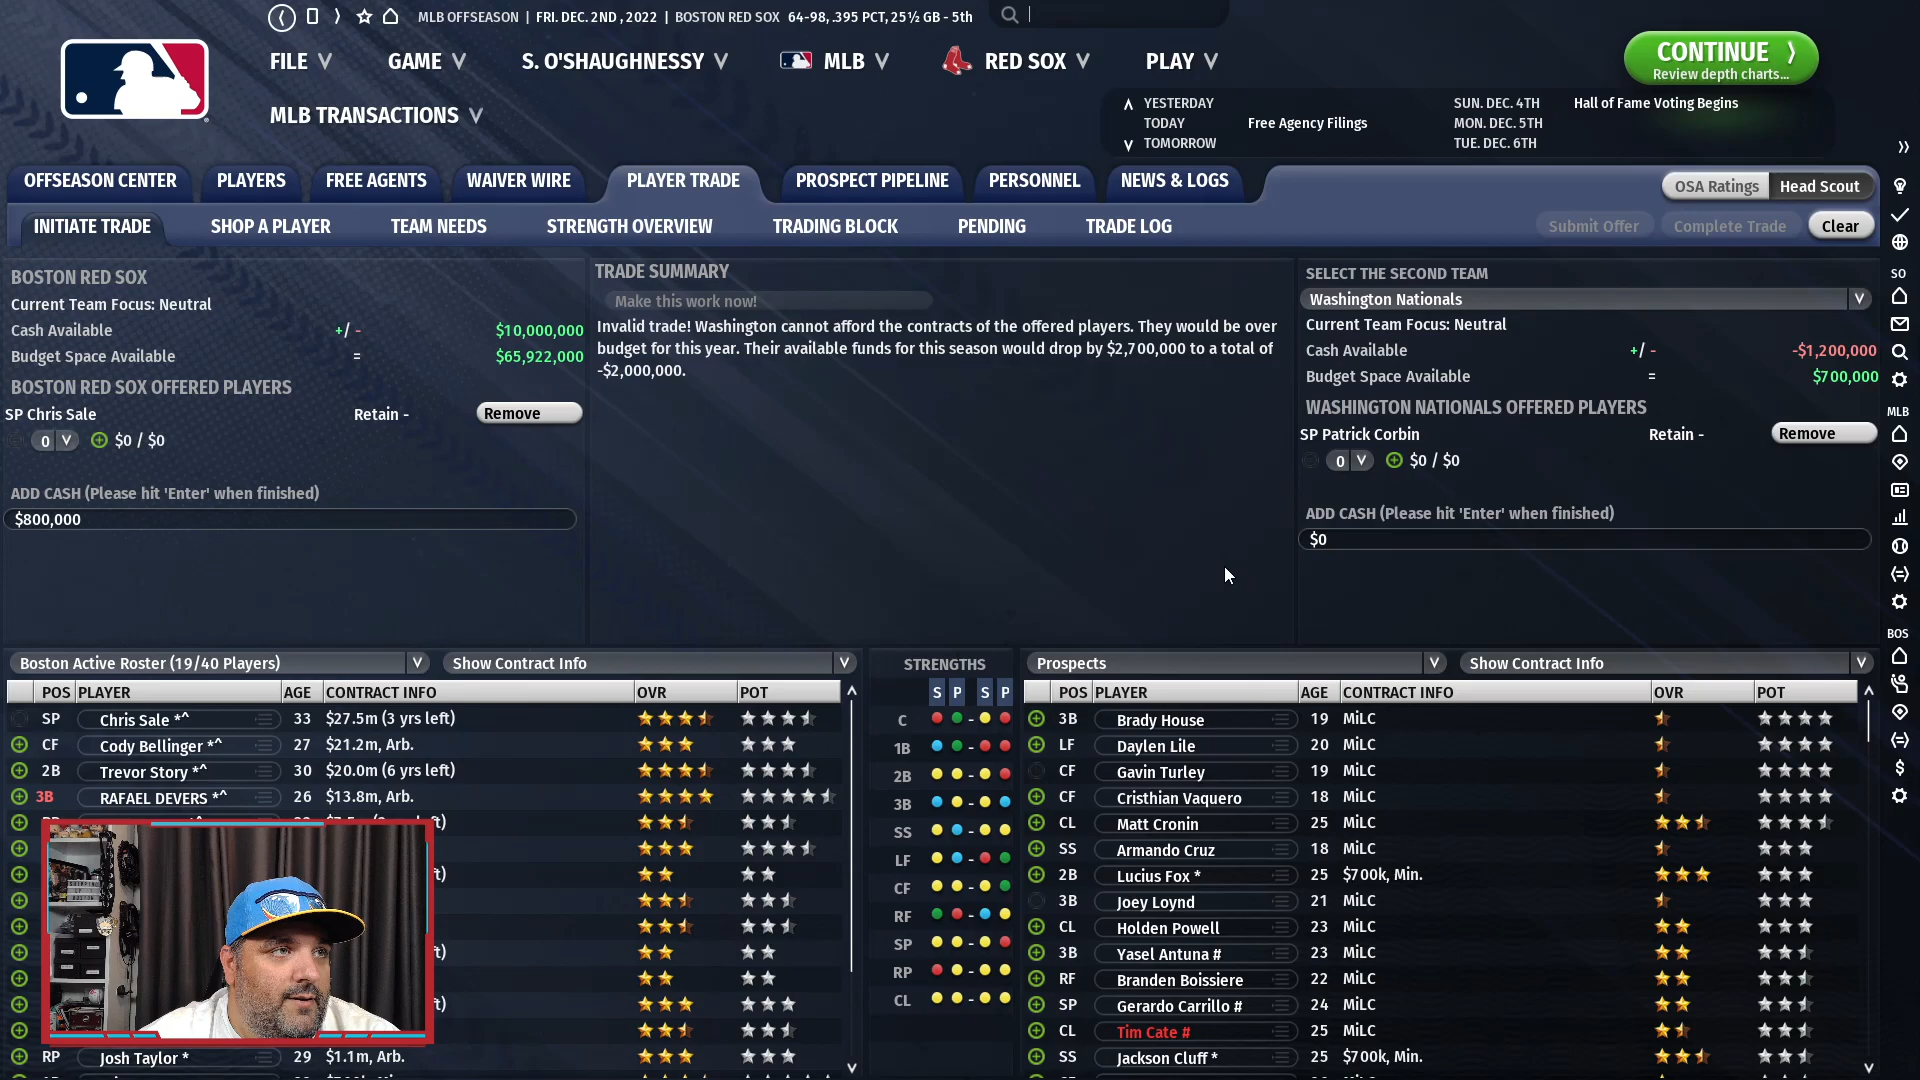 MLB OFFSEASON | FRI. DEC. 2ND , 2022 | BOSTON RED SOX 64-98, .395 PCT, 25½ GB - 5th
FILE GAME S. O'SHAUGHNESSY MLB RED SOX PLAY
CONTINUE
Review depth charts...
MLB TRANSACTIONS
YESTERDAY
TODAY Free Agency Filings
TOMORROW
SUN. DEC. 4TH Hall of Fame Voting Begins
MON. DEC. 5TH
TUE. DEC. 6TH
OFFSEASON CENTER PLAYERS FREE AGENTS WAIVER WIRE PLAYER TRADE PROSPECT PIPELINE PERSONNEL NEWS & LOGS
OSA Ratings Head Scout
INITIATE TRADE SHOP A PLAYER TEAM NEEDS STRENGTH OVERVIEW TRADING BLOCK PENDING TRADE LOG
Submit Offer Complete Trade Clear
BOSTON RED SOX
Current Team Focus: Neutral
Cash Available +/ - $10,000,000
Budget Space Available = $65,922,000
BOSTON RED SOX OFFERED PLAYERS
SP Chris Sale Retain - Remove
0 $0 / $0
ADD CASH (Please hit 'Enter' when finished)
$800,000
TRADE SUMMARY
Make this work now!
Invalid trade! Washington cannot afford the contracts of the offered players. They would be over
budget for this year. Their available funds for this season would drop by $2,700,000 to a total of
-$2,000,000.
SELECT THE SECOND TEAM
Washington Nationals
Current Team Focus: Neutral
Cash Available +/ - -$1,200,000
Budget Space Available = $700,000
WASHINGTON NATIONALS OFFERED PLAYERS
SP Patrick Corbin Retain - Remove
0 $0 / $0
ADD CASH (Please hit 'Enter' when finished)
$0
Boston Active Roster (19/40 Players) Show Contract Info
POS PLAYER AGE CONTRACT INFO OVR POT
SP Chris Sale *^ 33 $27.5m (3 yrs left)
CF Cody Bellinger *^ 27 $21.2m, Arb.
2B Trevor Story *^ 30 $20.0m (6 yrs left)
3B RAFAEL DEVERS *^ 26 $13.8m, Arb.
RP Josh Taylor * 29 $1.1m, Arb.
STRENGTHS
S P S P
C -
1B -
2B -
3B -
SS -
LF -
CF -
RF -
SP -
RP -
CL -
Prospects Show Contract Info
POS PLAYER AGE CONTRACT INFO OVR POT
3B Brady House 19 MiLC
LF Daylen Lile 20 MiLC
CF Gavin Turley 19 MiLC
CF Cristhian Vaquero 18 MiLC
CL Matt Cronin 25 MiLC
SS Armando Cruz 18 MiLC
2B Lucius Fox * 25 $700k, Min.
3B Joey Loynd 21 MiLC
CL Holden Powell 23 MiLC
3B Yasel Antuna # 23 MiLC
RF Branden Boissiere 22 MiLC
SP Gerardo Carrillo # 24 MiLC
CL Tim Cate # 25 MiLC
SS Jackson Cluff * 25 $700k, Min.
SO
MLB
BOS
$